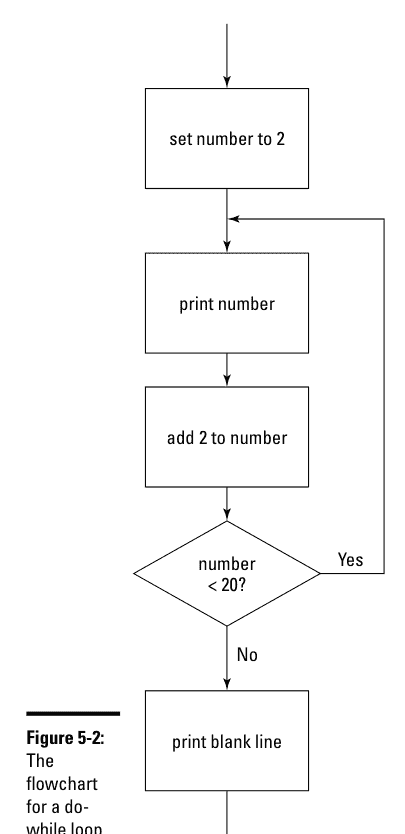 set number to 2
print number
add 2 to number
number
< 20?
Yes
No
print blank line
Figure 5-2:
The
flowchart
for a do-
while loop